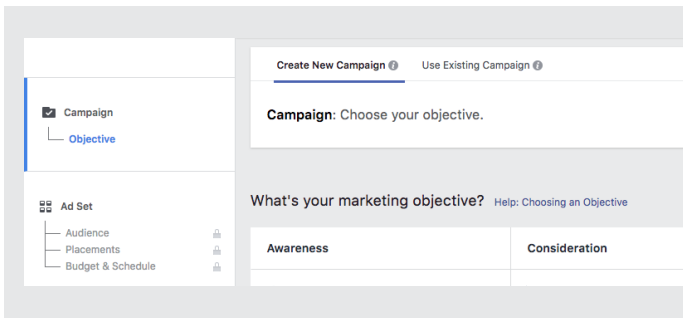 Create New Campaign Use Existing Campaign
Campaign
Campaign: Choose your objective.
Objective
What's your marketing objective? Help: Choosing an Objective
Ad Set
Audience
Placements
Budget & Schedule
Awareness Consideration